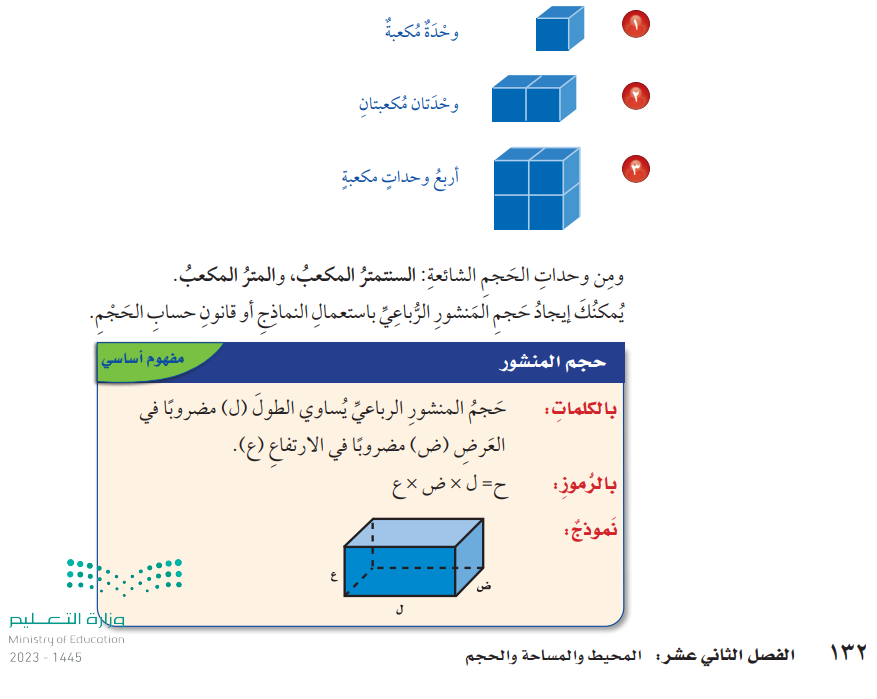 ١
وحْدَةٌ مُكعبةٌ
٢
وحْدَتان مُكعبتانِ
٣
أربعُ وحداتٍ مكعبةٍ
ومِن وحداتِ الحَجمِ الشائعةِ: السنتمترُ المكعبُ، والمترُ المكعبُ.
يُمكنُكَ إيجادُ حَجمِ المَنشورِ الرُّباعِيِّ باستعمالِ النماذِجِ أو قانونِ حسابِ الحَجْمِ.
حجم المنشور
مفهوم أساسي
بالكلماتِ: حَجمُ المنشورِ الرباعيِّ يُساوي الطولَ (ل) مضروبًا في
العَرضِ (ض) مضروبًا في الارتفاعِ (ع).
بالرُموزِ: ح= ل × ض × ع
نَموذجٌ:
ع
ض
ل
وزارة التعليم
Ministry of Education
2023 - 1445
١٣٢ الفصل الثاني عشر: المحيط والمساحة والحجم